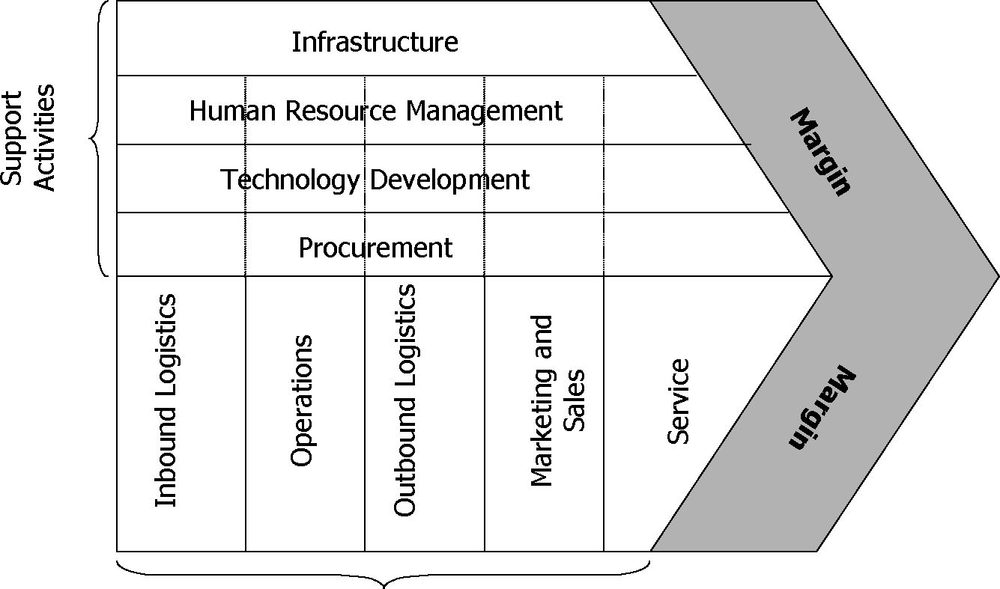 Support
Activities
Infrastructure
Human Resource Management
Technology Development
Procurement
Inbound Logistics
Operations
Outbound Logistics
Marketing and
Sales
Service
Margin
Margin